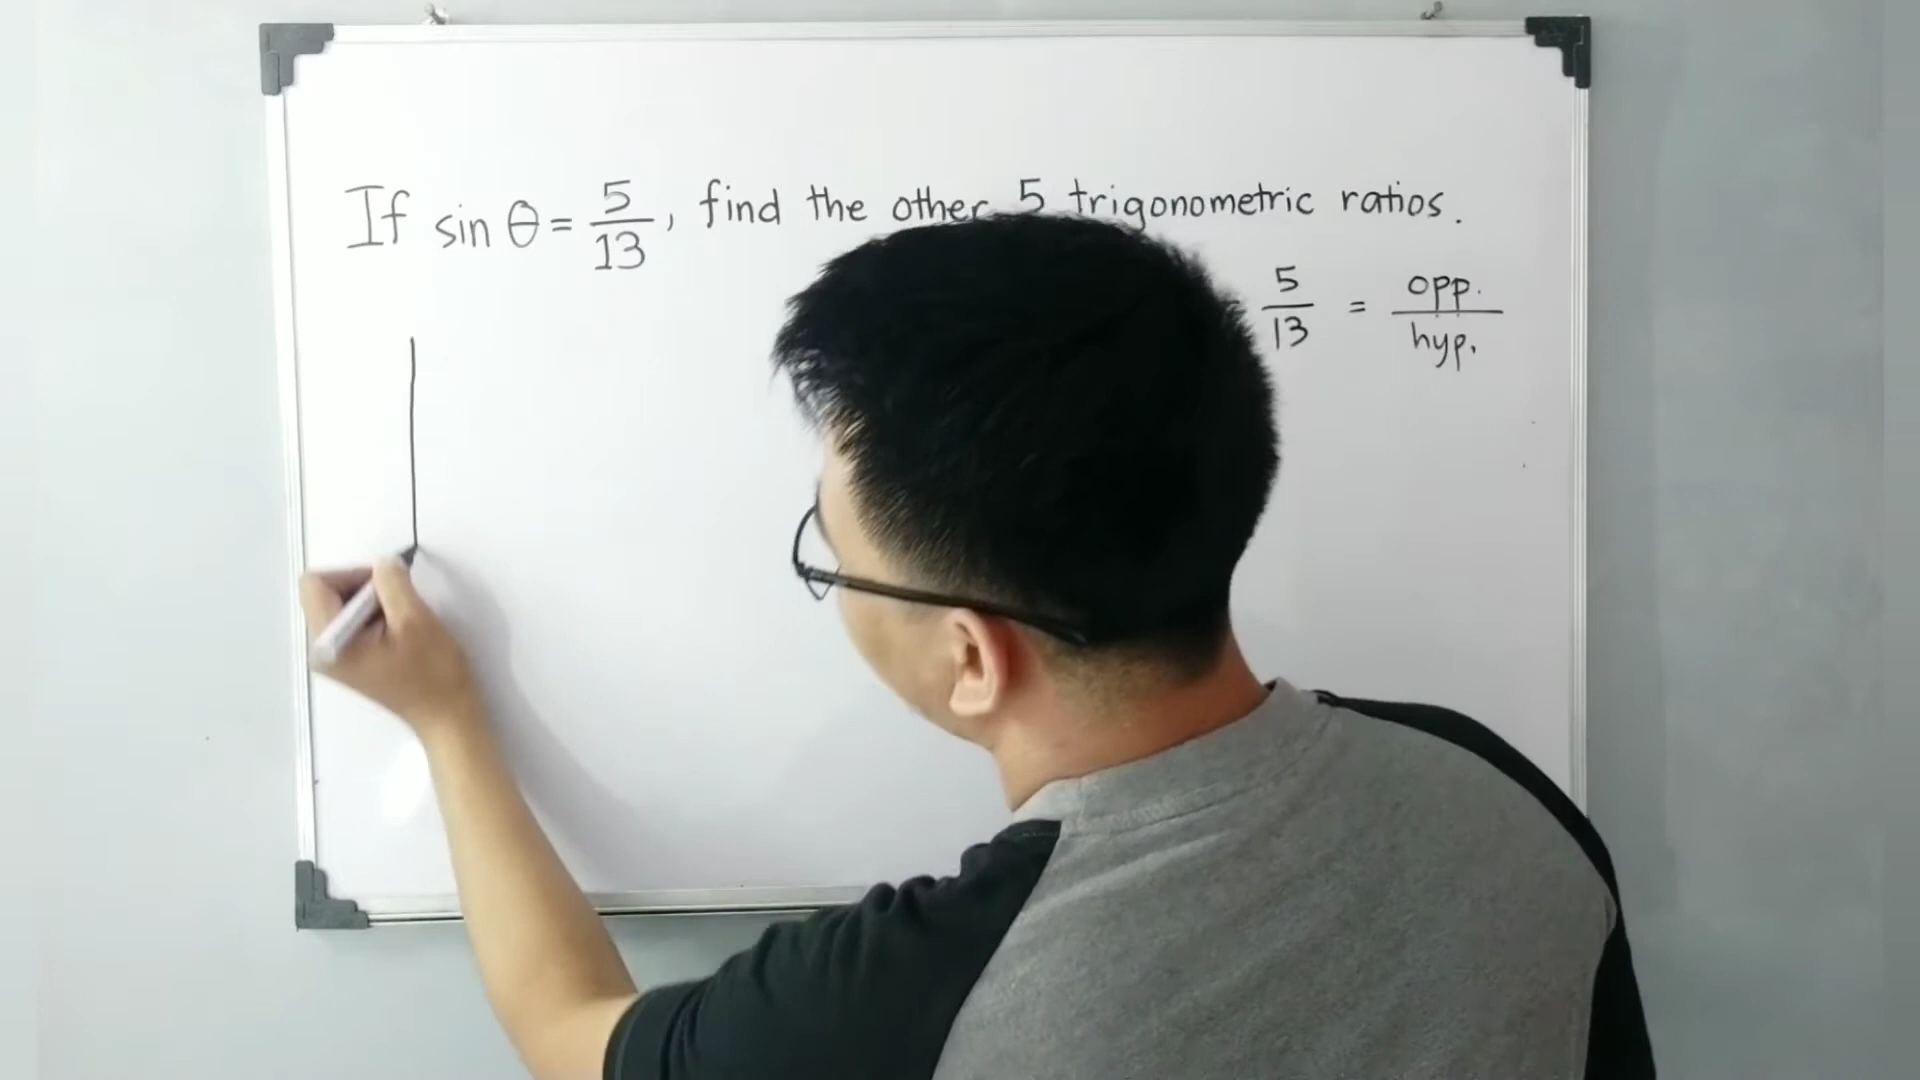 If sin θ = 5/13, find the other 5 trigonometric ratios.
5/13 = opp./hyp.